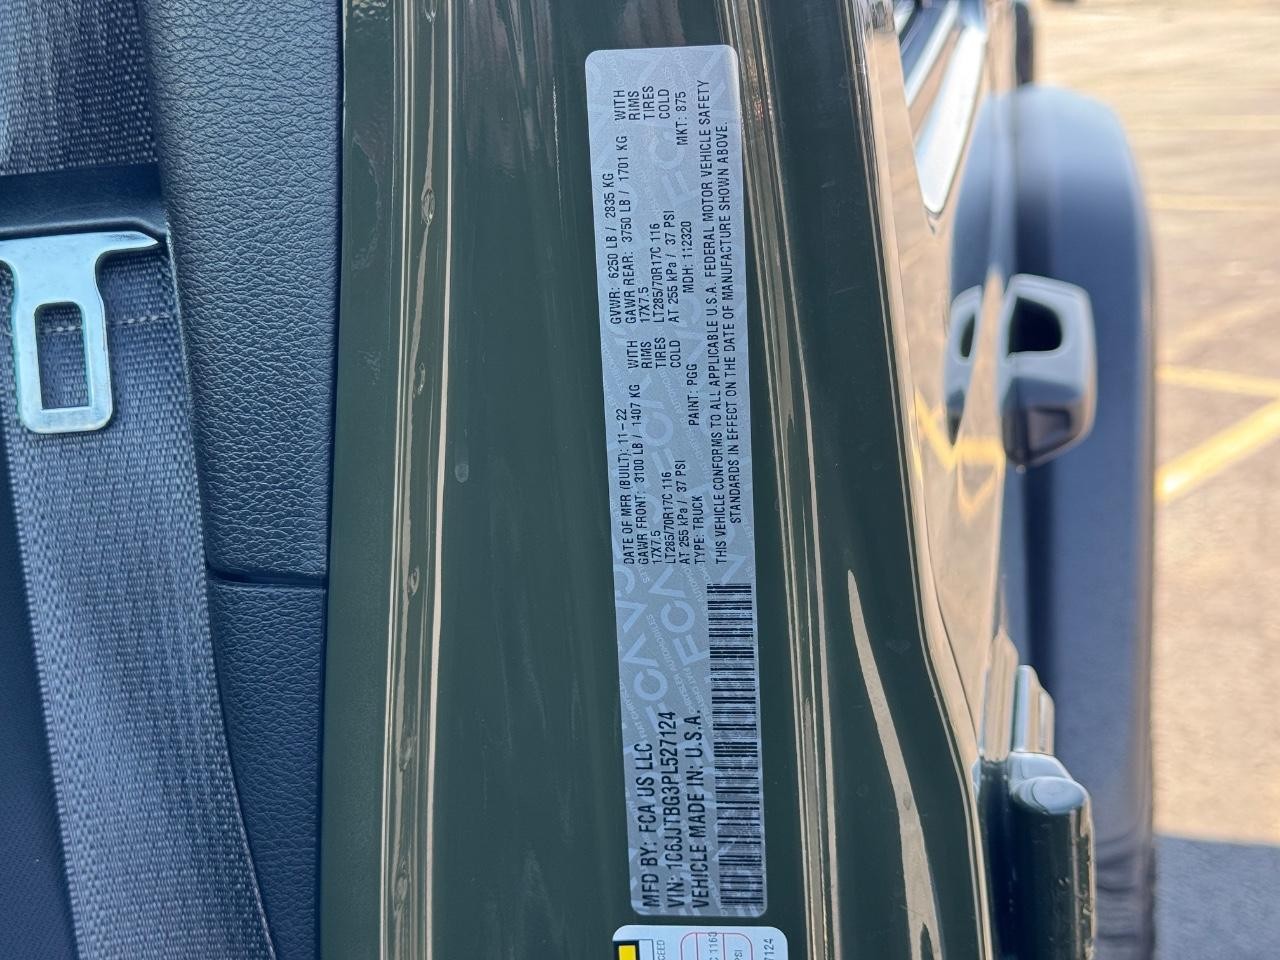 MFD BY: FCA US LLC
VIN: 1C6JJTBG3PL527124
VEHICLE MADE IN: U.S.A.
DATE OF MFR (BUILT): 11-22
GAWR FRONT: 3100 LB / 1407 KG WITH
17X7.5 RIMS
LT285/70R17C 116 TIRES
AT 255 kPa / 37 PSI COLD
TYPE: TRUCK PAINT: PGG
GVWR: 6250 LB / 2835 KG
GAWR REAR: 3750 LB / 1701 KG WITH
17X7.5 RIMS
LT285/70R17C 116 TIRES
AT 255 kPa / 37 PSI COLD
MDH: 112320 MKT: 875
THIS VEHICLE CONFORMS TO ALL APPLICABLE U.S.A. FEDERAL MOTOR VEHICLE SAFETY
STANDARDS IN EFFECT ON THE DATE OF MANUFACTURE SHOWN ABOVE.
CEED
C 116
PSI
7124